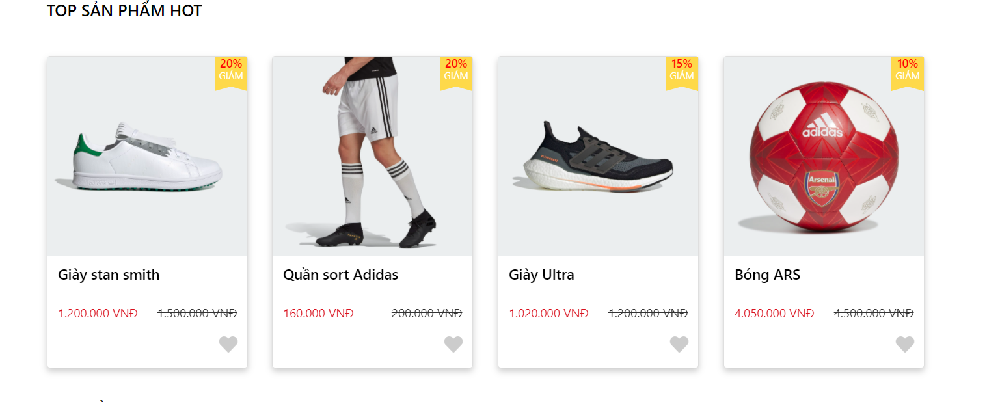 TOP SẢN PHẨM HOT
20%
GIẢM
20%
GIẢM
15%
GIẢM
10%
GIẢM
adidas
Arsenal
Giày stan smith
Quần sort Adidas
Giày Ultra
Bóng ARS
1.200.000 VNĐ 1.500.000 VNĐ
160.000 VNĐ 200.000 VNĐ
1.020.000 VNĐ 1.200.000 VNĐ
4.050.000 VNĐ 4.500.000 VNĐ